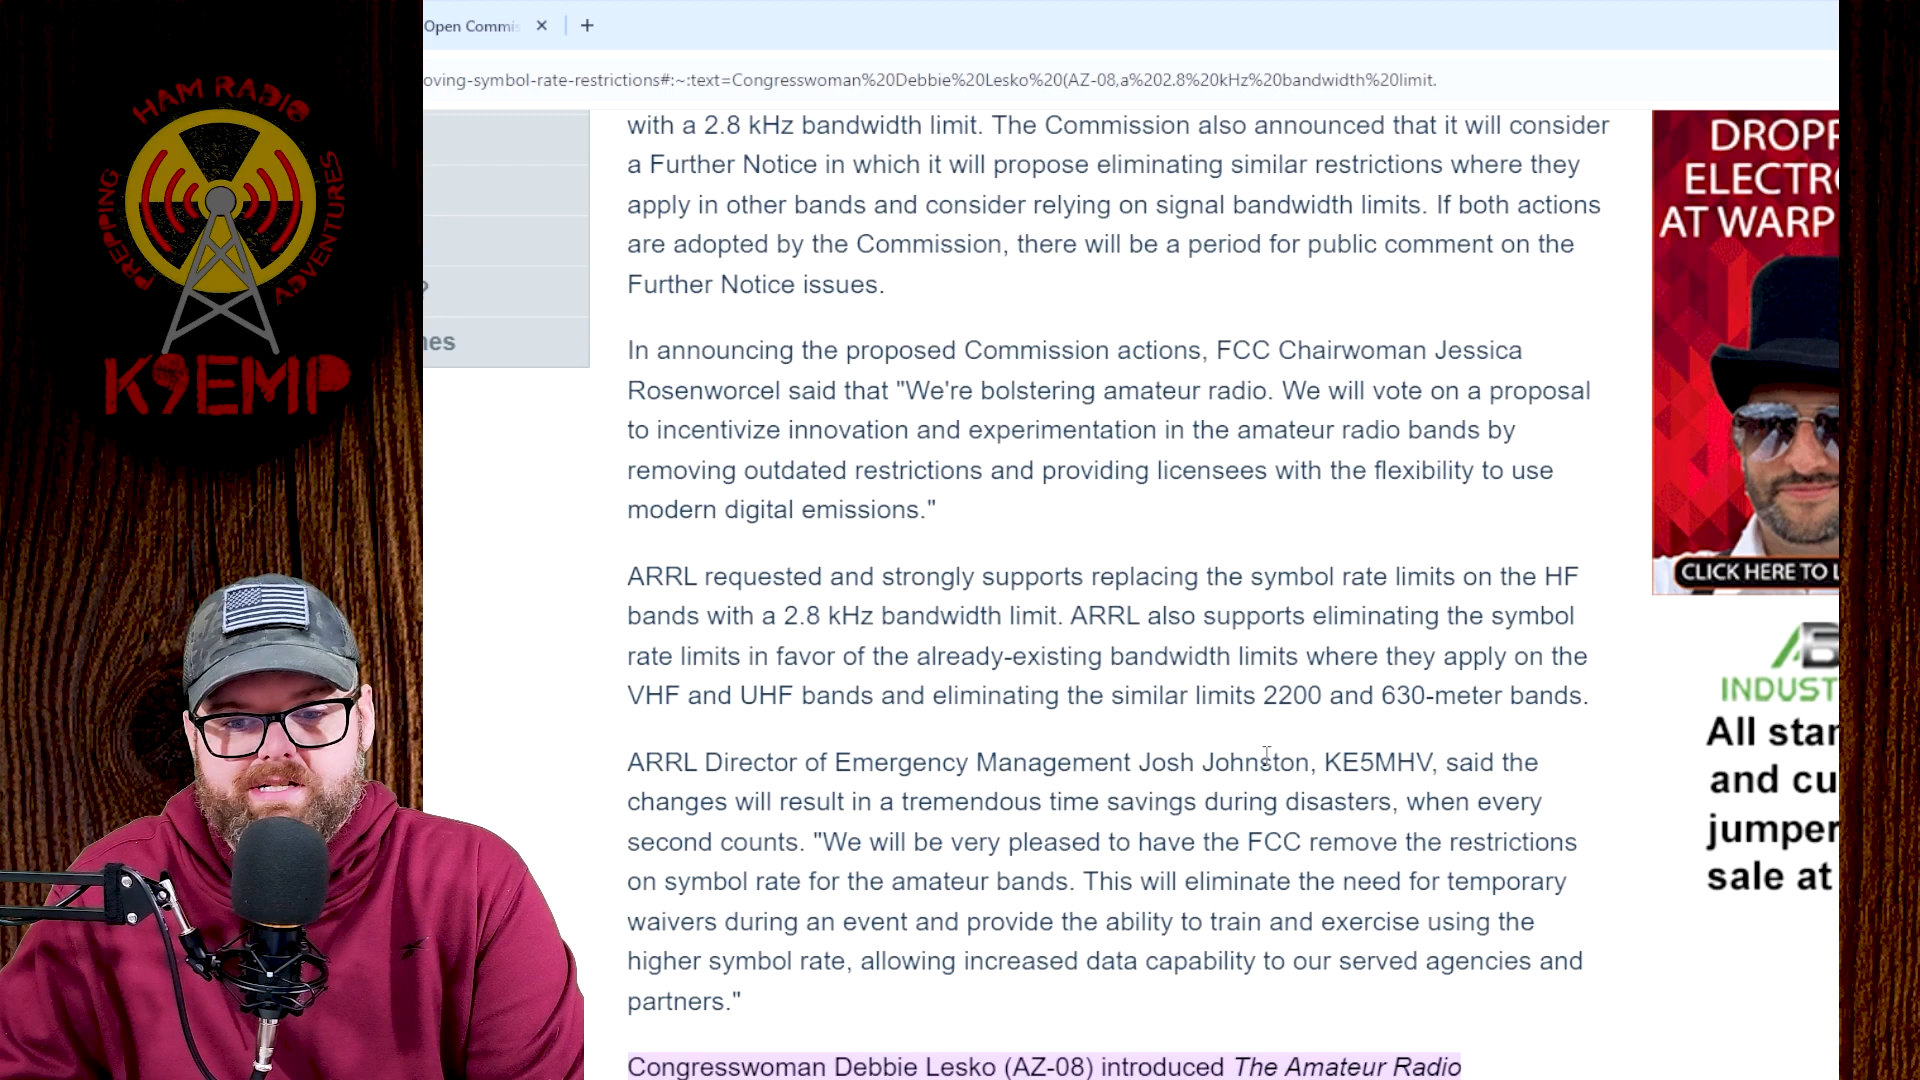 Open Commis
oving-symbol-rate-restrictions#:~:text=Congresswoman%20Debbie%20Lesko%20(AZ-08,a%202.8%20kHz%20bandwidth%20limit.
HAM RADIO
PREPPING
ADVENTURES
K9EMP
?
nes
with a 2.8 kHz bandwidth limit. The Commission also announced that it will consider
a Further Notice in which it will propose eliminating similar restrictions where they
apply in other bands and consider relying on signal bandwidth limits. If both actions
are adopted by the Commission, there will be a period for public comment on the
Further Notice issues.
In announcing the proposed Commission actions, FCC Chairwoman Jessica
Rosenworcel said that "We're bolstering amateur radio. We will vote on a proposal
to incentivize innovation and experimentation in the amateur radio bands by
removing outdated restrictions and providing licensees with the flexibility to use
modern digital emissions."
ARRL requested and strongly supports replacing the symbol rate limits on the HF
bands with a 2.8 kHz bandwidth limit. ARRL also supports eliminating the symbol
rate limits in favor of the already-existing bandwidth limits where they apply on the
VHF and UHF bands and eliminating the similar limits 2200 and 630-meter bands.
ARRL Director of Emergency Management Josh Johnston, KE5MHV, said the
changes will result in a tremendous time savings during disasters, when every
second counts. "We will be very pleased to have the FCC remove the restrictions
on symbol rate for the amateur bands. This will eliminate the need for temporary
waivers during an event and provide the ability to train and exercise using the
higher symbol rate, allowing increased data capability to our served agencies and
partners."
Congresswoman Debbie Lesko (AZ-08) introduced The Amateur Radio
DROPP
ELECTR
AT WARP
CLICK HERE TO L
AB
INDUST
All star
and cu
jumper
sale at